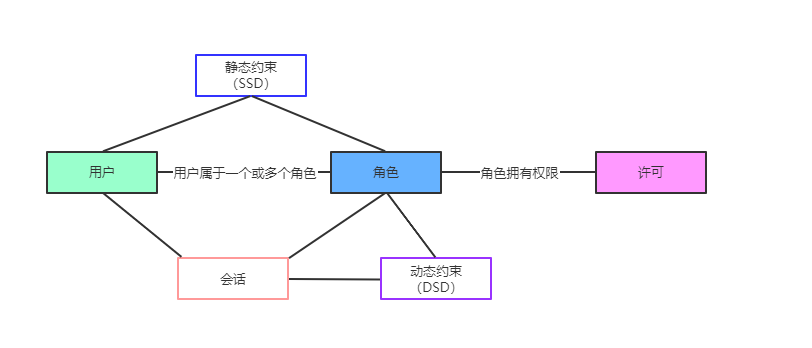 静态约束
（SSD）
用户
用户属于一个或多个角色
角色
角色拥有权限
许可
会话
动态约束
（DSD）